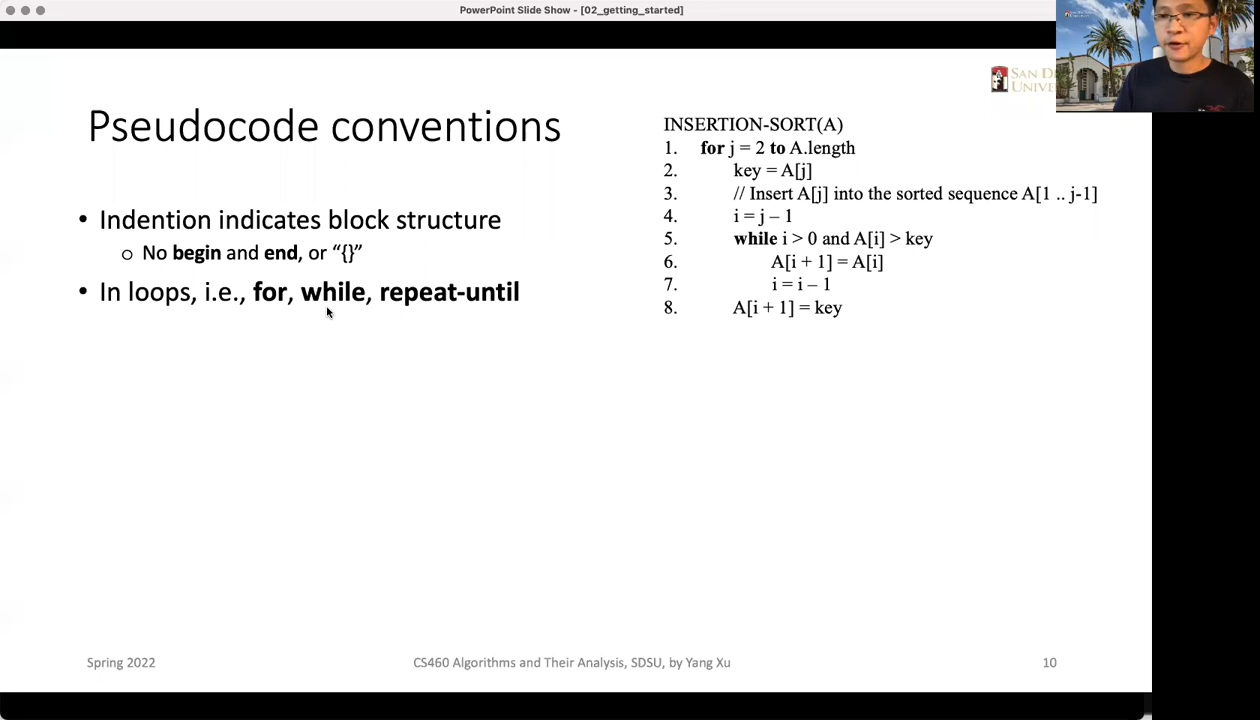 PowerPoint Slide Show - [02_getting_started]
SAN D
UNIVE
Pseudocode conventions
• Indention indicates block structure
o No begin and end, or “{}”
• In loops, i.e., for, while, repeat-until
INSERTION-SORT(A)
1. for j = 2 to A.length
2. key = A[j]
3. // Insert A[j] into the sorted sequence A[1 .. j-1]
4. i = j – 1
5. while i > 0 and A[i] > key
6. A[i + 1] = A[i]
7. i = i – 1
8. A[i + 1] = key
Spring 2022
CS460 Algorithms and Their Analysis, SDSU, by Yang Xu
10